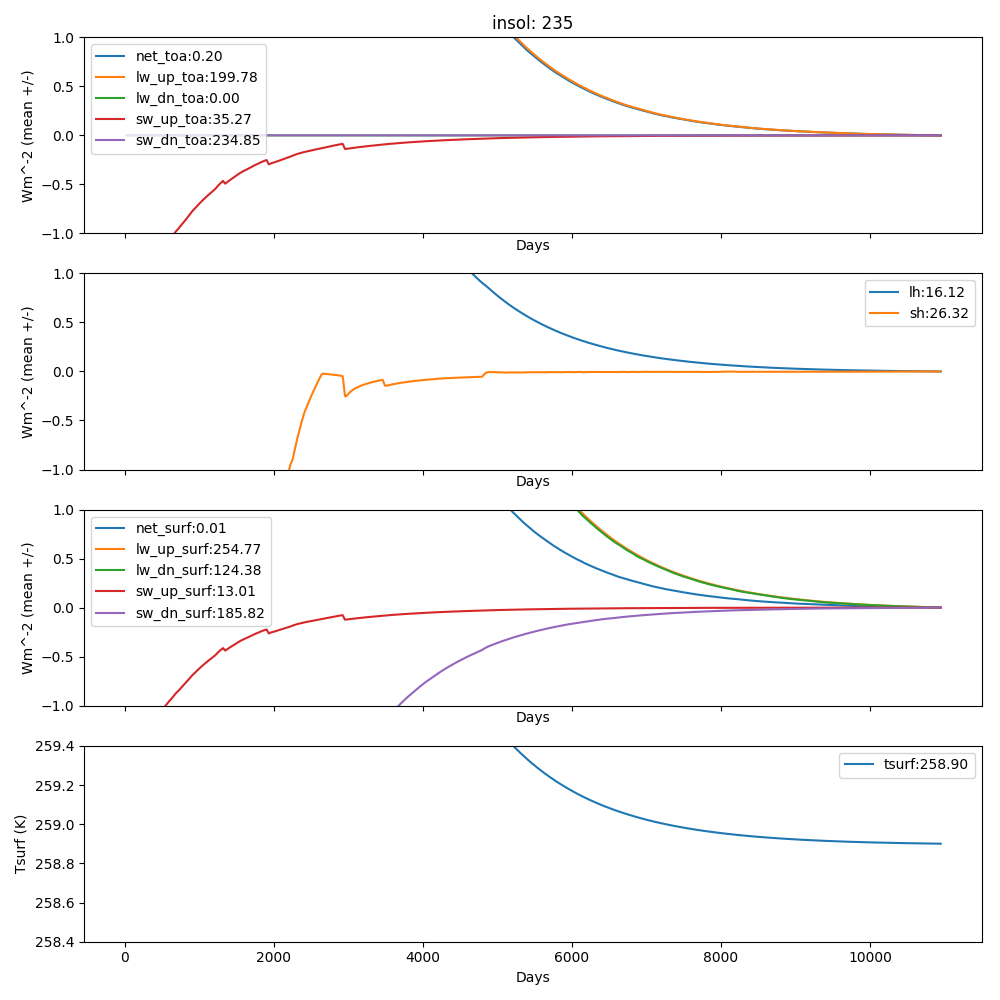 insol: 235
Wm^-2 (mean +/-)
1.0
0.5
0.0
−0.5
−1.0
net_toa:0.20
lw_up_toa:199.78
lw_dn_toa:0.00
sw_up_toa:35.27
sw_dn_toa:234.85
Days
Wm^-2 (mean +/-)
1.0
0.5
0.0
−0.5
−1.0
lh:16.12
sh:26.32
Days
Wm^-2 (mean +/-)
1.0
0.5
0.0
−0.5
−1.0
net_surf:0.01
lw_up_surf:254.77
lw_dn_surf:124.38
sw_up_surf:13.01
sw_dn_surf:185.82
Days
Tsurf (K)
259.4
259.2
259.0
258.8
258.6
258.4
tsurf:258.90
0 2000 4000 6000 8000 10000
Days